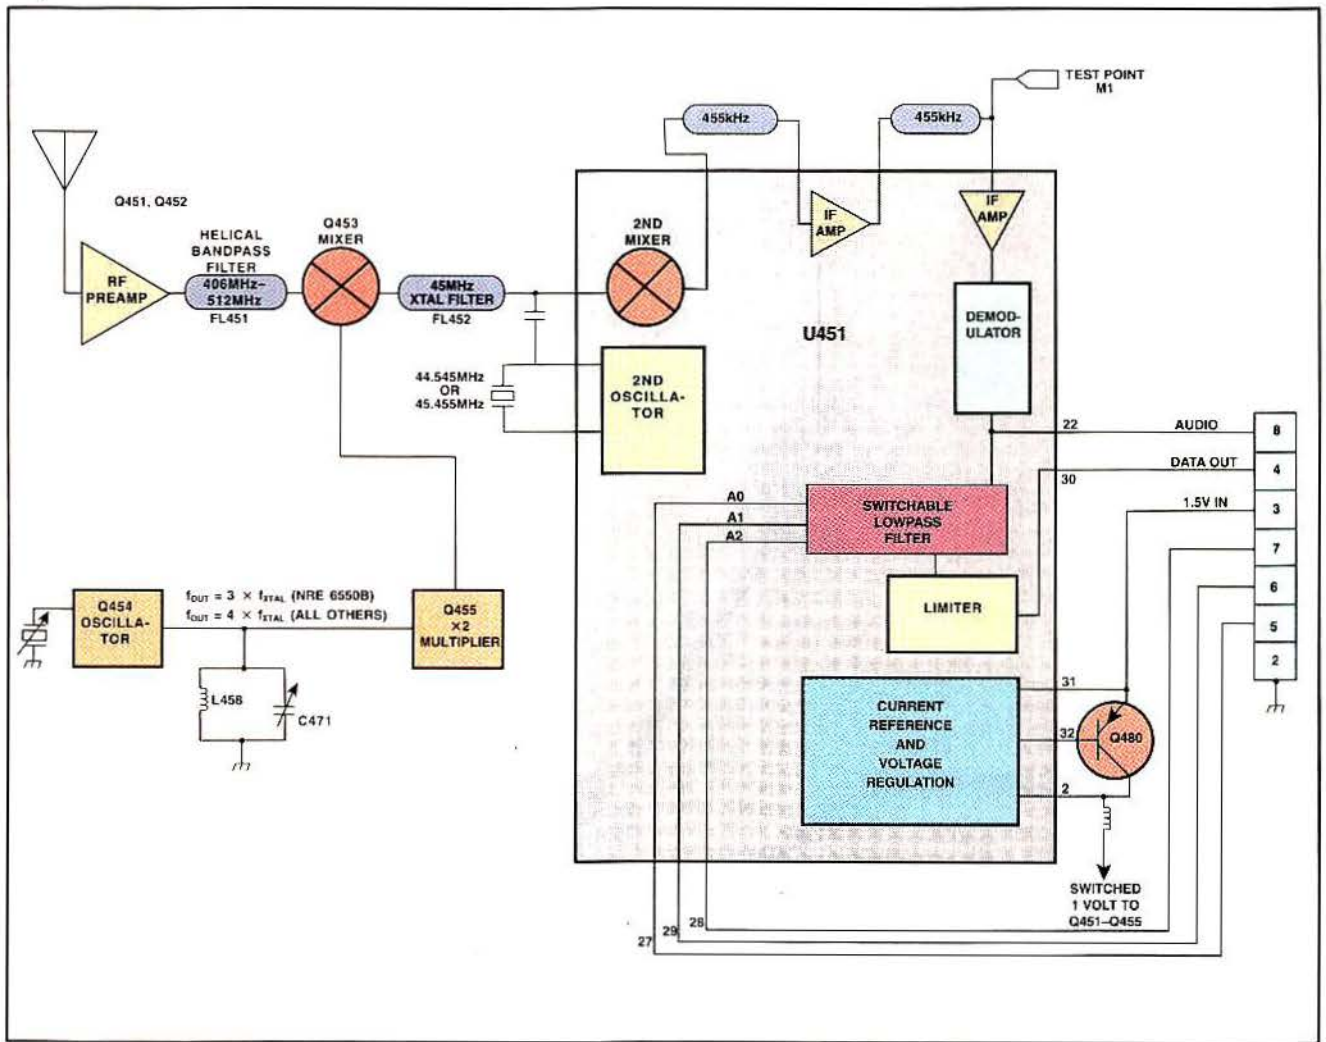 TEST POINT
M1
455kHz
455kHz
Q451, Q452
HELICAL
BANDPASS
FILTER
406MHz–
512MHz
FL451
RF
PREAMP
Q453
MIXER
45MHz
XTAL FILTER
FL452
2ND
MIXER
IF
AMP
IF
AMP
DEMOD-
ULATOR
U451
44.545MHz
OR
45.455MHz
2ND
OSCILLA-
TOR
22
AUDIO
8
DATA OUT
4
30
1.5V IN
3
7
6
5
2
A0
A1
A2
SWITCHABLE
LOWPASS
FILTER
LIMITER
Q454
OSCILLA-
TOR
fOUT = 3 × fXTAL (NRE 6550B)
fOUT = 4 × fXTAL (ALL OTHERS)
Q455
×2
MULTIPLIER
L458
C471
CURRENT
REFERENCE
AND
VOLTAGE
REGULATION
31
32
Q480
2
SWITCHED
1 VOLT TO
Q451–Q455
28
29
27